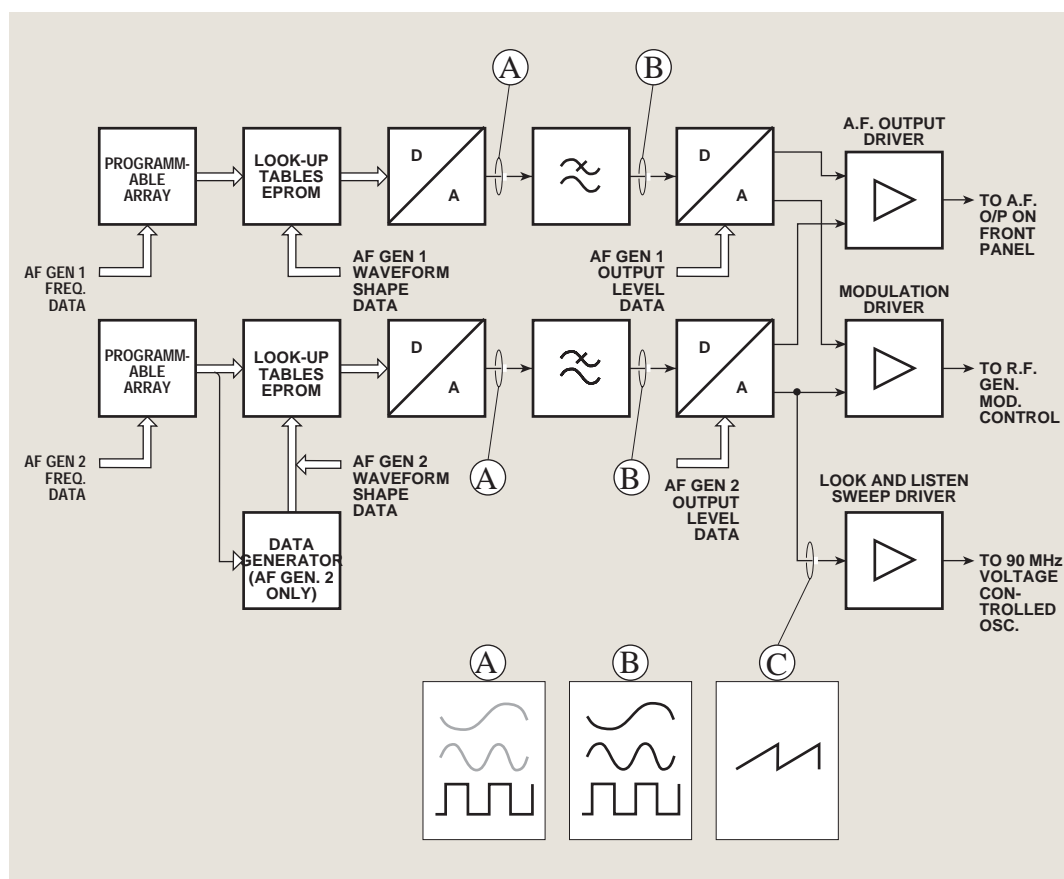 A
B
A.F. OUTPUT
DRIVER
PROGRAMM-
ABLE
ARRAY
LOOK-UP
TABLES
EPROM
D
A
D
A
TO A.F.
O/P ON
FRONT
PANEL
AF GEN 1
FREQ.
DATA
AF GEN 1
WAVEFORM
SHAPE
DATA
AF GEN 1
OUTPUT
LEVEL
DATA
MODULATION
DRIVER
PROGRAMM-
ABLE
ARRAY
LOOK-UP
TABLES
EPROM
D
A
D
A
TO R.F.
GEN.
MOD.
CONTROL
AF GEN 2
FREQ.
DATA
AF GEN 2
WAVEFORM
SHAPE
DATA
A
B
AF GEN 2
OUTPUT
LEVEL
DATA
LOOK AND LISTEN
SWEEP DRIVER
DATA
GENERATOR
(AF GEN. 2
ONLY)
TO 90 MHz
VOLTAGE
CON-
TROLLED
OSC.
A
B
C